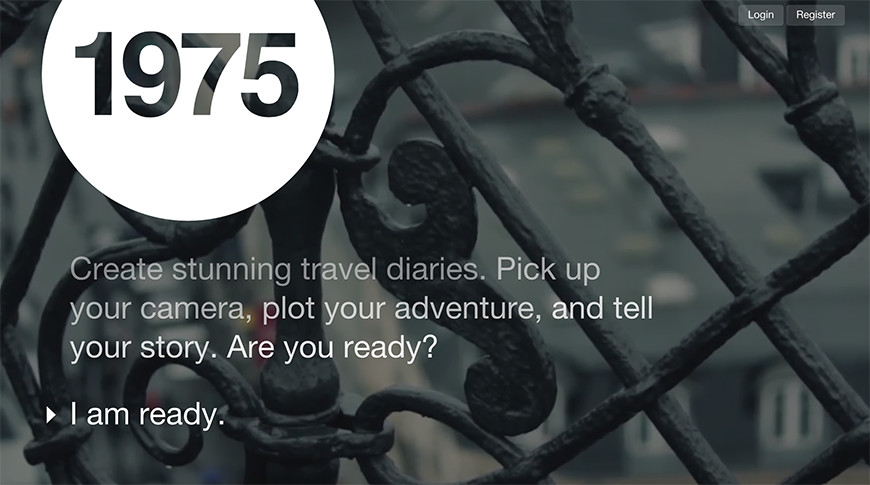 Login Register
1975
Create stunning travel diaries. Pick up
your camera, plot your adventure, and tell
your story. Are you ready?
I am ready.